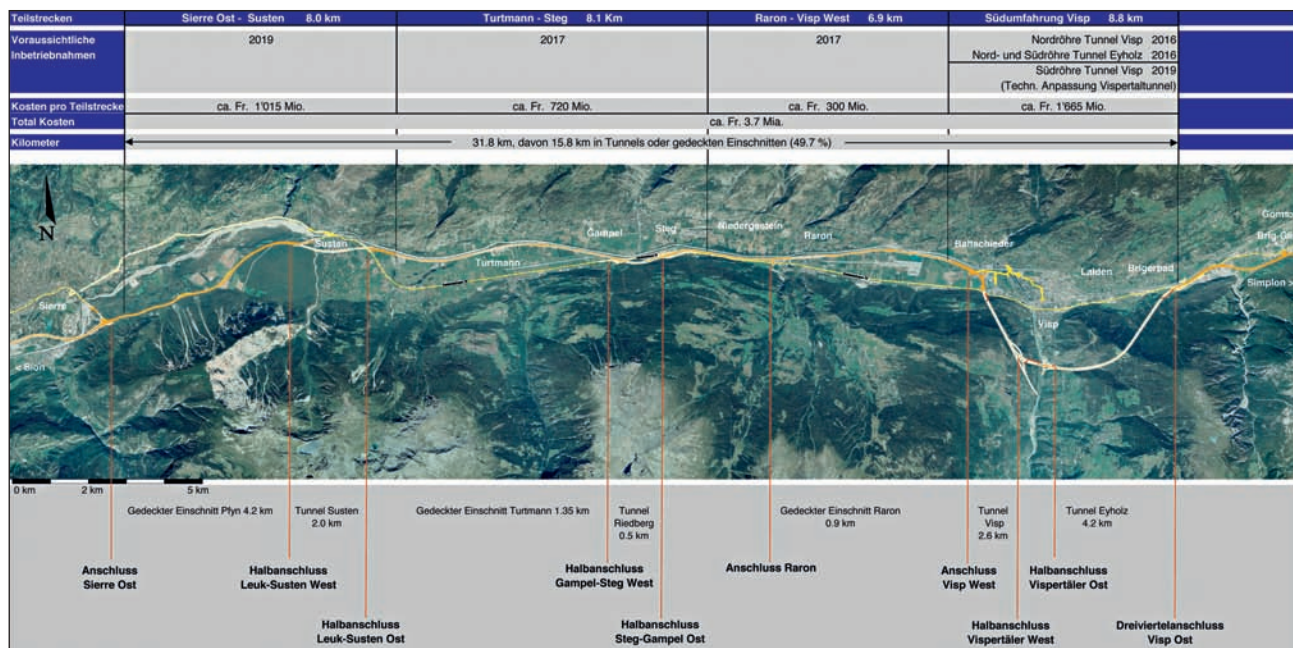 Teilstrecken
Sierre Ost - Susten 8.0 km
Turtmann - Steg 8.1 Km
Raron - Visp West 6.9 km
Südumfahrung Visp 8.8 km
Voraussichtliche
Inbetriebnahmen
2019
2017
2017
Nordröhre Tunnel Visp 2016
Nord- und Südröhre Tunnel Eyholz 2016
Südröhre Tunnel Visp 2019
(Techn. Anpassung Vispertaltunnel)
Kosten pro Teilstrecke
ca. Fr. 1'015 Mio.
ca. Fr. 720 Mio.
ca. Fr. 300 Mio.
ca. Fr. 1'665 Mio.
Total Kosten
ca. Fr. 3.7 Mia.
Kilometer
31.8 km, davon 15.8 km in Tunnels oder gedeckten Einschnitten (49.7 %)
N
Sierre
< Sion
Susten
Turtmann
Gampel
Steg
Niedergesteln
Raron
Baltschieder
Lalden
Brigerbad
Visp
Simplon >
0 km 2 km 5 km
Gedeckter Einschnitt Pfyn 4.2 km
Tunnel Susten
2.0 km
Gedeckter Einschnitt Turtmann 1.35 km
Tunnel
Riedberg
0.5 km
Gedeckter Einschnitt Raron
0.9 km
Tunnel
Visp
2.6 km
Tunnel Eyholz
4.2 km
Anschluss
Sierre Ost
Halbanschluss
Leuk-Susten West
Halbanschluss
Gampel-Steg West
Anschluss Raron
Anschluss
Visp West
Halbanschluss
Vispertäler Ost
Halbanschluss
Leuk-Susten Ost
Halbanschluss
Steg-Gampel Ost
Halbanschluss
Vispertäler West
Dreiviertelanschluss
Visp Ost